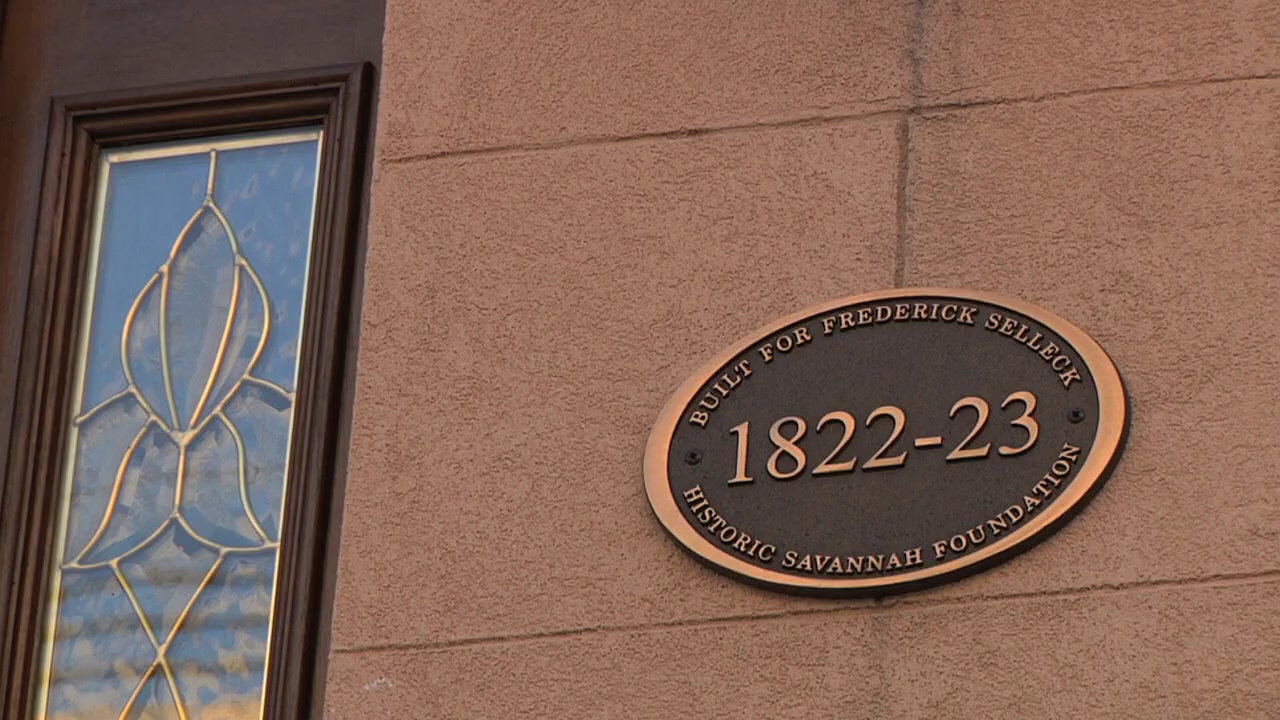 BUILT FOR FREDERICK SELLECK
1822-23
HISTORIC SAVANNAH FOUNDATION